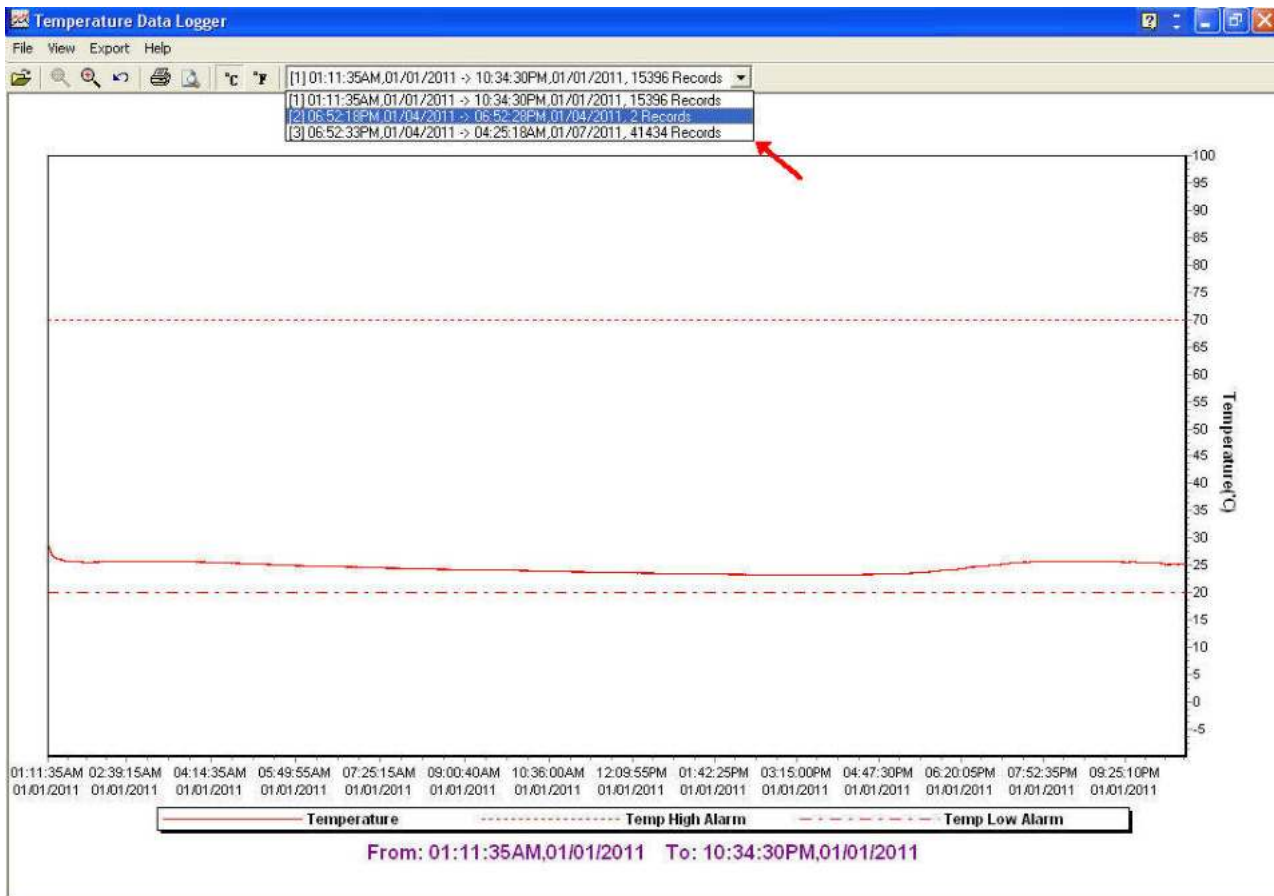 Temperature Data Logger
File View Export Help
°C °F [1] 01:11:35AM,01/01/2011 -> 10:34:30PM,01/01/2011, 15396 Records
[1] 01:11:35AM,01/01/2011 -> 10:34:30PM,01/01/2011, 15396 Records
[2] 06:52:18PM,01/04/2011 -> 06:52:28PM,01/04/2011, 2 Records
[3] 06:52:33PM,01/04/2011 -> 04:25:18AM,01/07/2011, 41434 Records
100
95
90
85
80
75
70
65
60
55
50
45
40
35
30
25
20
15
10
5
0
-5
Temperature(°C)
01:11:35AM 02:39:15AM 04:14:35AM 05:49:55AM 07:25:15AM 09:00:40AM 10:36:00AM 12:09:55PM 01:42:25PM 03:15:00PM 04:47:30PM 06:20:05PM 07:52:35PM 09:25:10PM
01/01/2011 01/01/2011 01/01/2011 01/01/2011 01/01/2011 01/01/2011 01/01/2011 01/01/2011 01/01/2011 01/01/2011 01/01/2011 01/01/2011 01/01/2011 01/01/2011
Temperature Temp High Alarm Temp Low Alarm
From: 01:11:35AM,01/01/2011 To: 10:34:30PM,01/01/2011